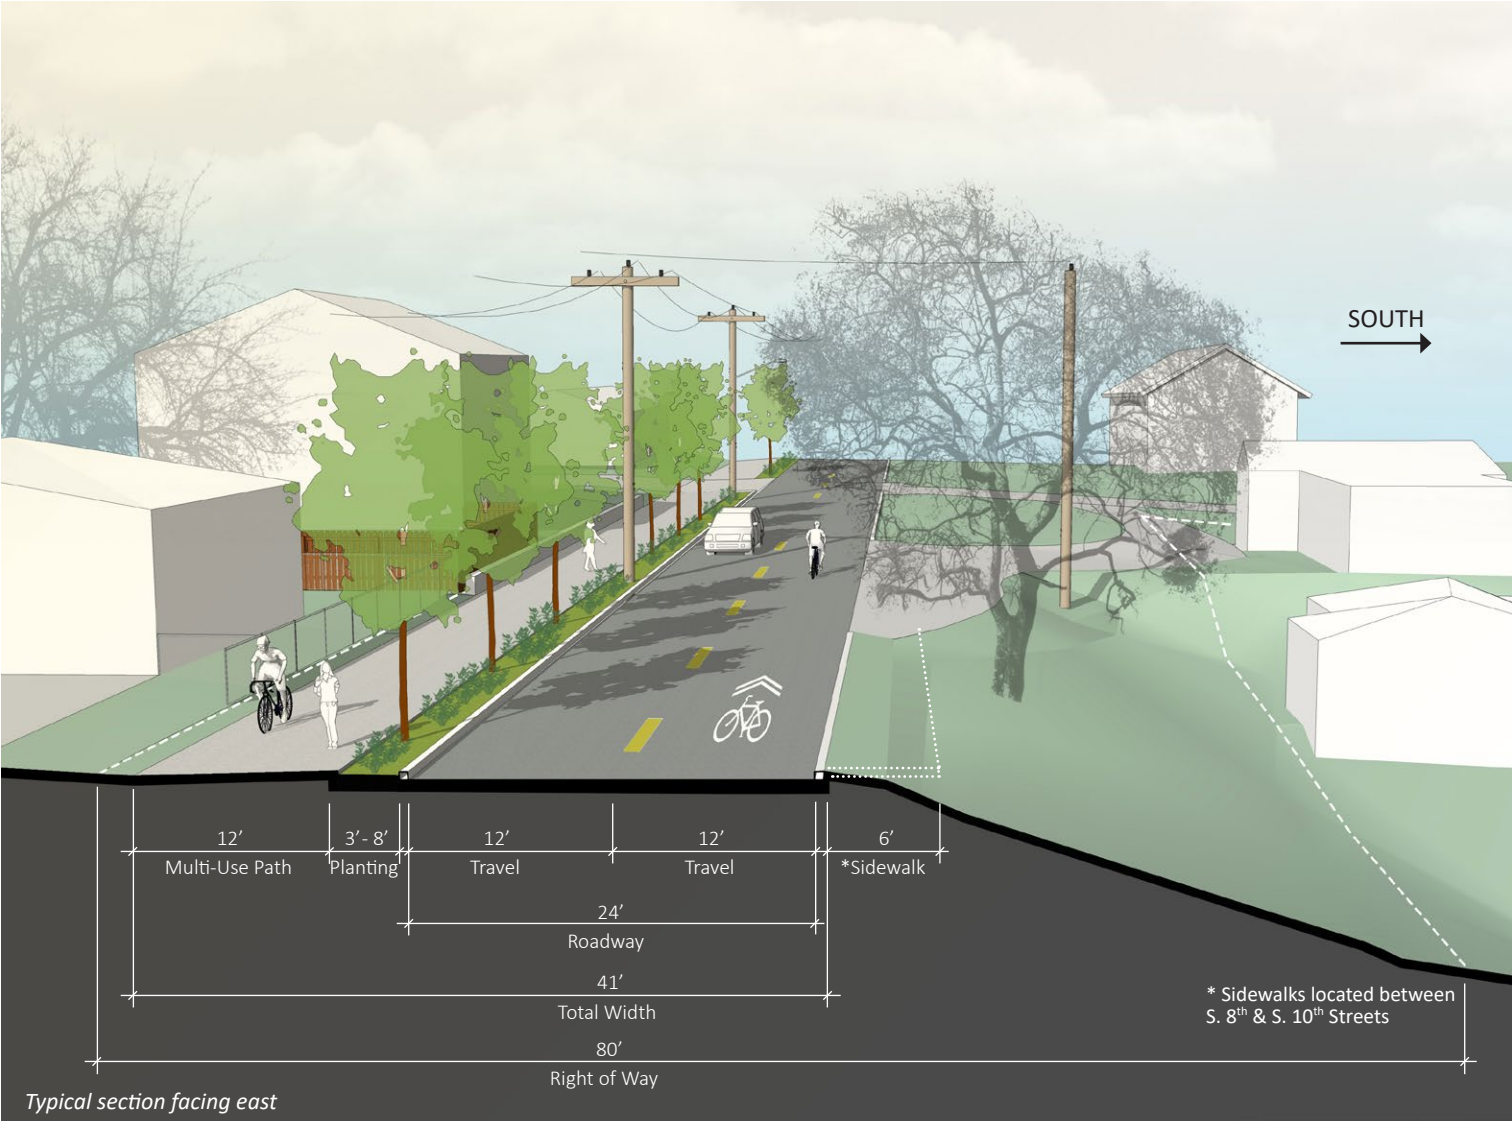 SOUTH
12’
3’- 8’
12’
12’
6’
Multi-Use Path
Planting
Travel
Travel
*Sidewalk
24’
Roadway
41’
Total Width
* Sidewalks located between
S. 8th & S. 10th Streets
80’
Right of Way
Typical section facing east